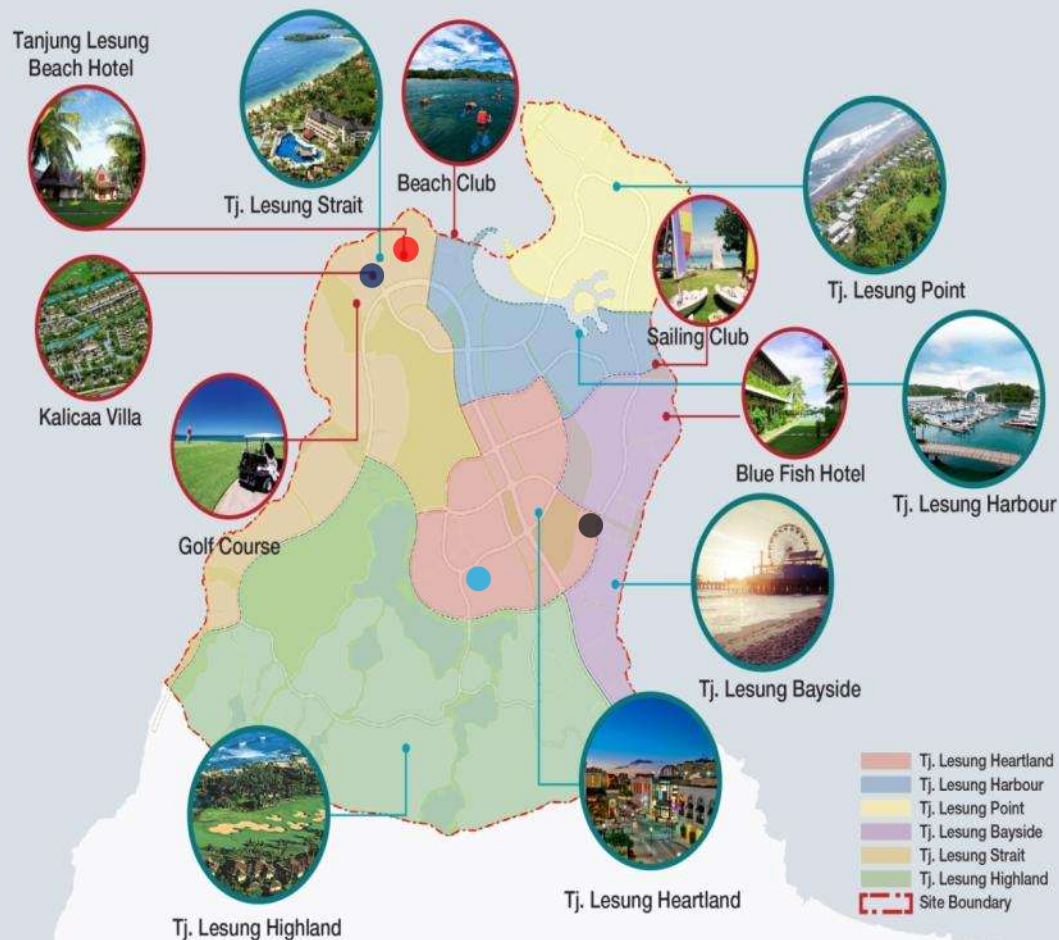 Tanjung Lesung
Beach Hotel
Tj. Lesung Strait
Beach Club
Tj. Lesung Point
Kalicaa Villa
Sailing Club
Golf Course
Blue Fish Hotel
Tj. Lesung Harbour
Tj. Lesung Bayside
Tj. Lesung Highland
Tj. Lesung Heartland
Tj. Lesung Heartland
Tj. Lesung Harbour
Tj. Lesung Point
Tj. Lesung Bayside
Tj. Lesung Strait
Tj. Lesung Highland
Site Boundary